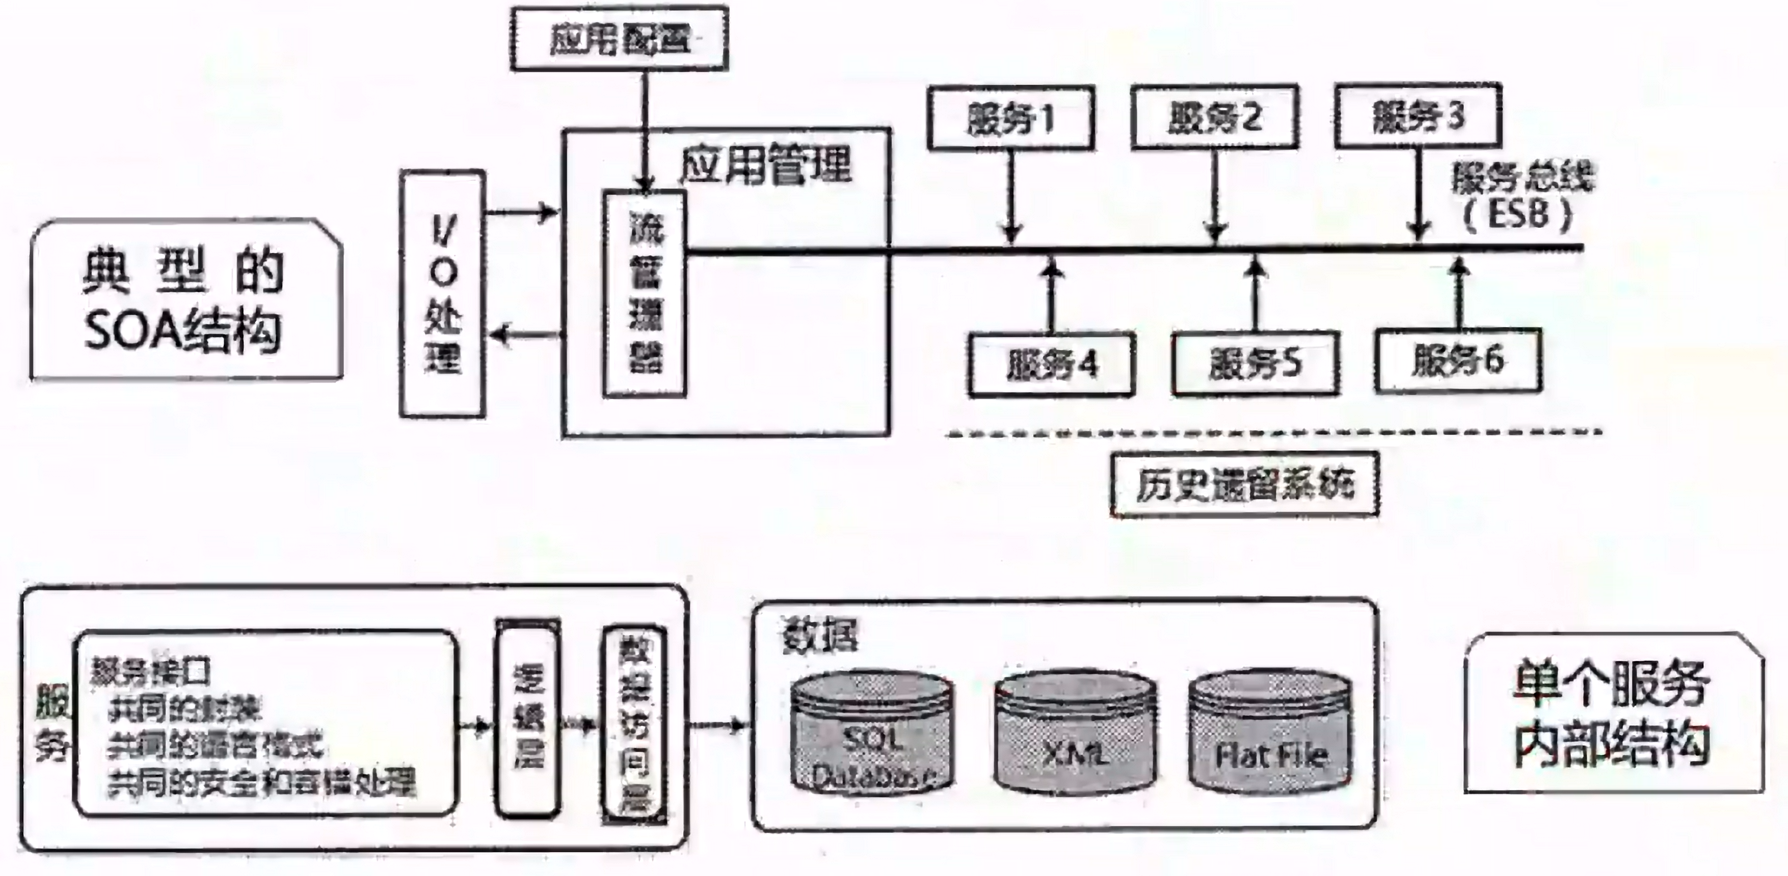 应用配置
应用管理
流管理器
I/O处理
服务1
服务2
服务3
服务总线
(ESB)
服务4
服务5
服务6
历史遗留系统
典型的
SOA结构
服务
服务接口
共同的封装
共同的语言格式
共同的安全和容错处理
逻辑层
数据访问层
数据
SQL
Database
XML
Flat File
单个服务
内部结构